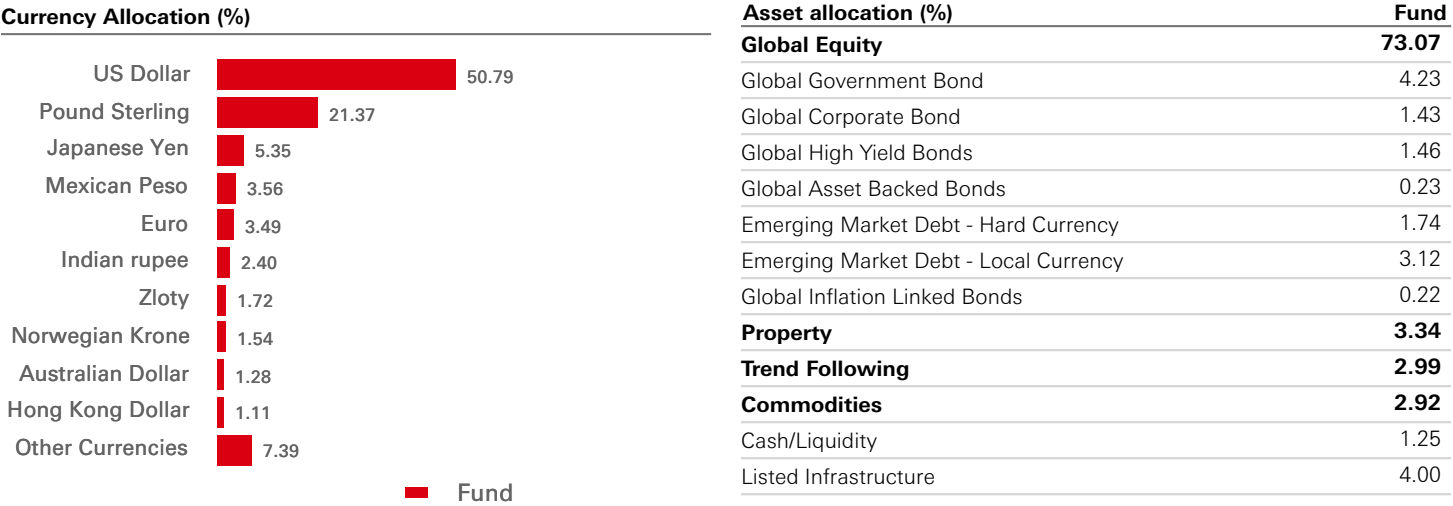 Currency Allocation (%)
US Dollar 50.79
Pound Sterling 21.37
Japanese Yen 5.35
Mexican Peso 3.56
Euro 3.49
Indian rupee 2.40
Zloty 1.72
Norwegian Krone 1.54
Australian Dollar 1.28
Hong Kong Dollar 1.11
Other Currencies 7.39
Fund
Asset allocation (%) Fund
Global Equity 73.07
Global Government Bond 4.23
Global Corporate Bond 1.43
Global High Yield Bonds 1.46
Global Asset Backed Bonds 0.23
Emerging Market Debt - Hard Currency 1.74
Emerging Market Debt - Local Currency 3.12
Global Inflation Linked Bonds 0.22
Property 3.34
Trend Following 2.99
Commodities 2.92
Cash/Liquidity 1.25
Listed Infrastructure 4.00